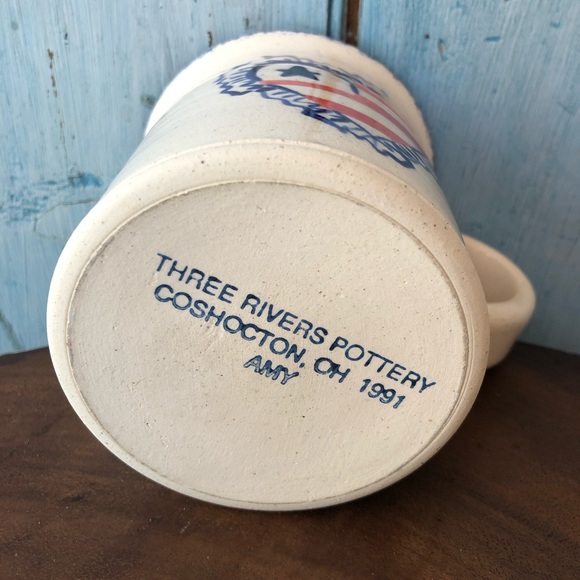 THREE RIVERS POTTERY
COSHOCTON, OH 1991
AMY